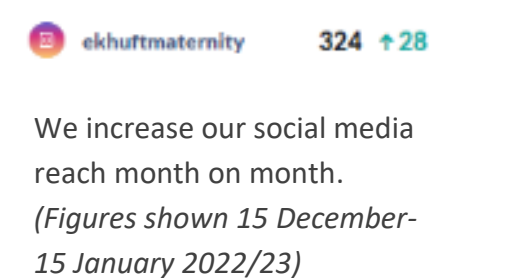 ekhuftmaternity 324 ↑ 28
We increase our social media
reach month on month.
(Figures shown 15 December-
15 January 2022/23)